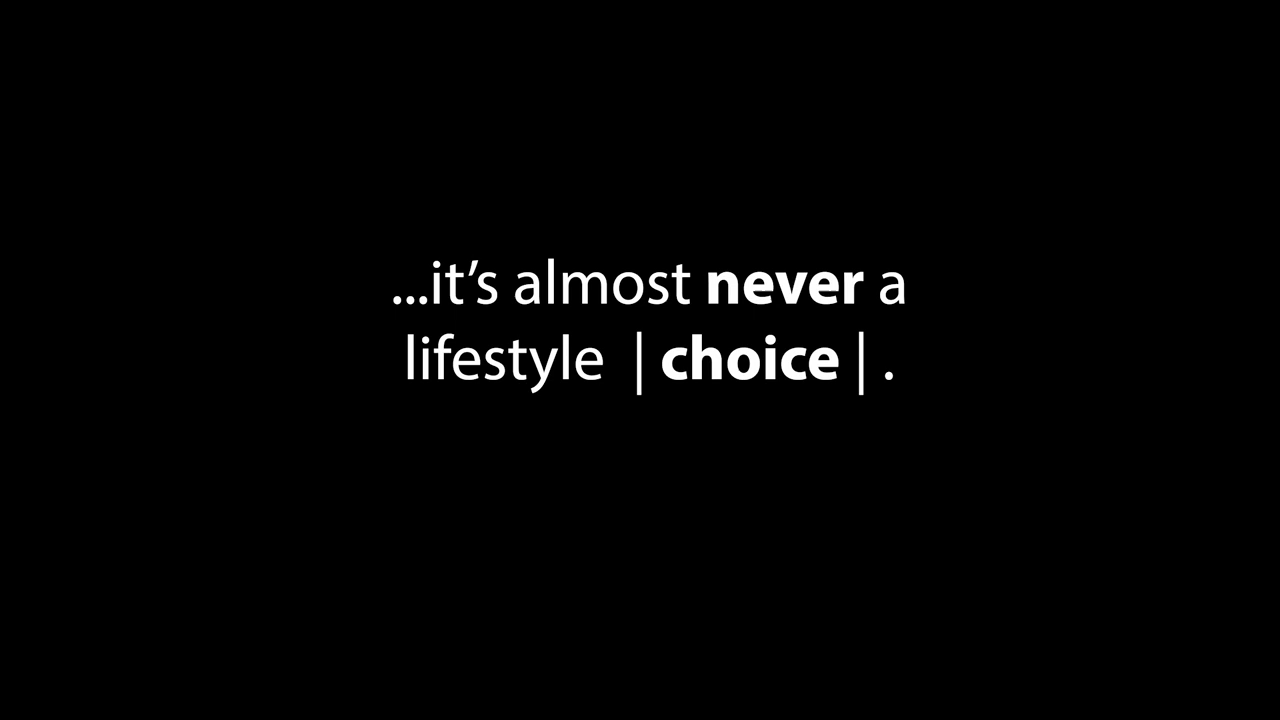 ...it’s almost never a
lifestyle | choice | .